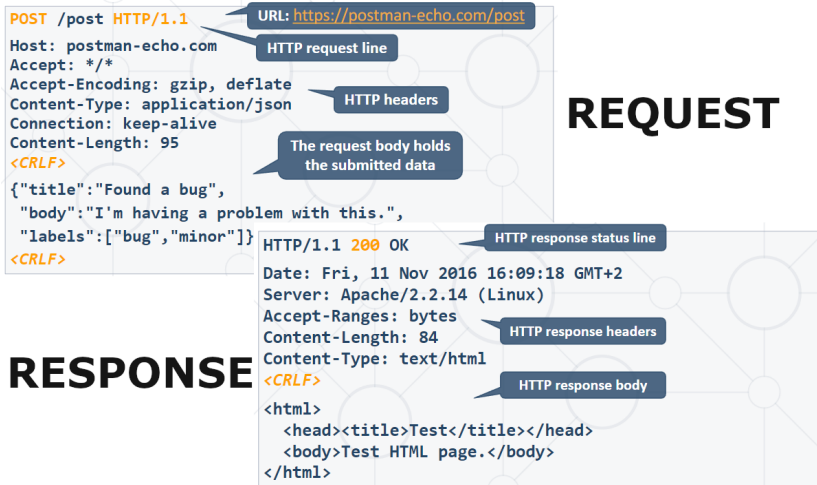 POST /post HTTP/1.1
URL: https://postman-echo.com/post
HTTP request line
Host: postman-echo.com
Accept: */*
Accept-Encoding: gzip, deflate
Content-Type: application/json
Connection: keep-alive
Content-Length: 95
<CRLF>
HTTP headers
The request body holds
the submitted data
{"title":"Found a bug",
"body":"I'm having a problem with this.",
"labels":["bug","minor"]}
<CRLF>
REQUEST
RESPONSE
HTTP/1.1 200 OK
HTTP response status line
Date: Fri, 11 Nov 2016 16:09:18 GMT+2
Server: Apache/2.2.14 (Linux)
Accept-Ranges: bytes
Content-Length: 84
Content-Type: text/html
<CRLF>
HTTP response headers
HTTP response body
<html>
<head><title>Test</title></head>
<body>Test HTML page.</body>
</html>